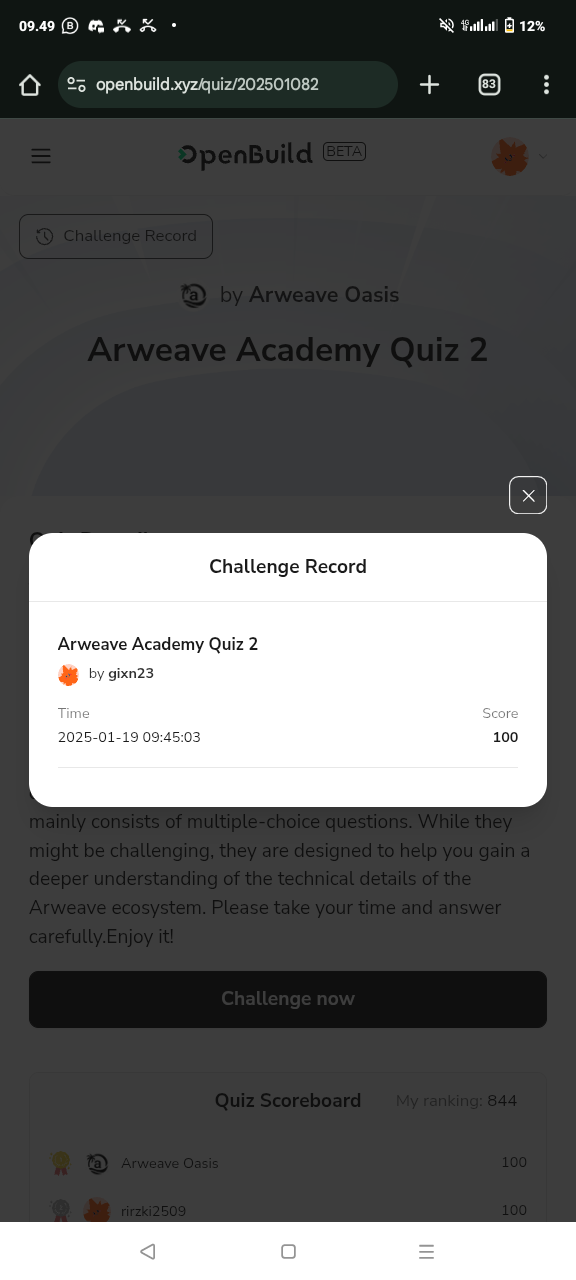 09.49
4G
12%
openbuild.xyz/quiz/202501082
83
OpenBuild BETA
Challenge Record
by Arweave Oasis
Arweave Academy Quiz 2
Challenge Record
Arweave Academy Quiz 2
by gixn23
Time Score
2025-01-19 09:45:03 100
mainly consists of multiple-choice questions. While they
might be challenging, they are designed to help you gain a
deeper understanding of the technical details of the
Arweave ecosystem. Please take your time and answer
carefully.Enjoy it!
Challenge now
Quiz Scoreboard My ranking: 844
Arweave Oasis 100
rirzki2509 100